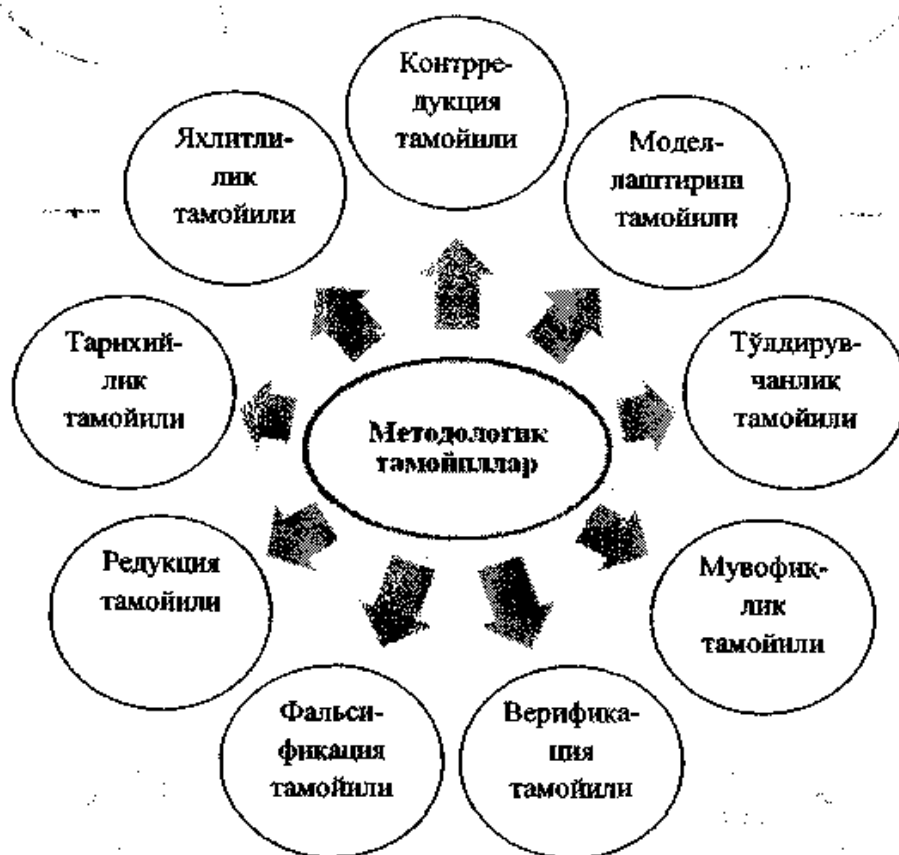 Контрре-
дукция
тамойили
Модел-
лаштириш
тамойили
Тўлдирув-
чанлик
тамойили
Мувофиқ-
лик
тамойили
Верифика-
ция
тамойили
Фальси-
фикация
тамойили
Редукция
тамойили
Тарихий-
лик
тамойили
Яхлитли-
лик
тамойили
Методологик
тамойиллар